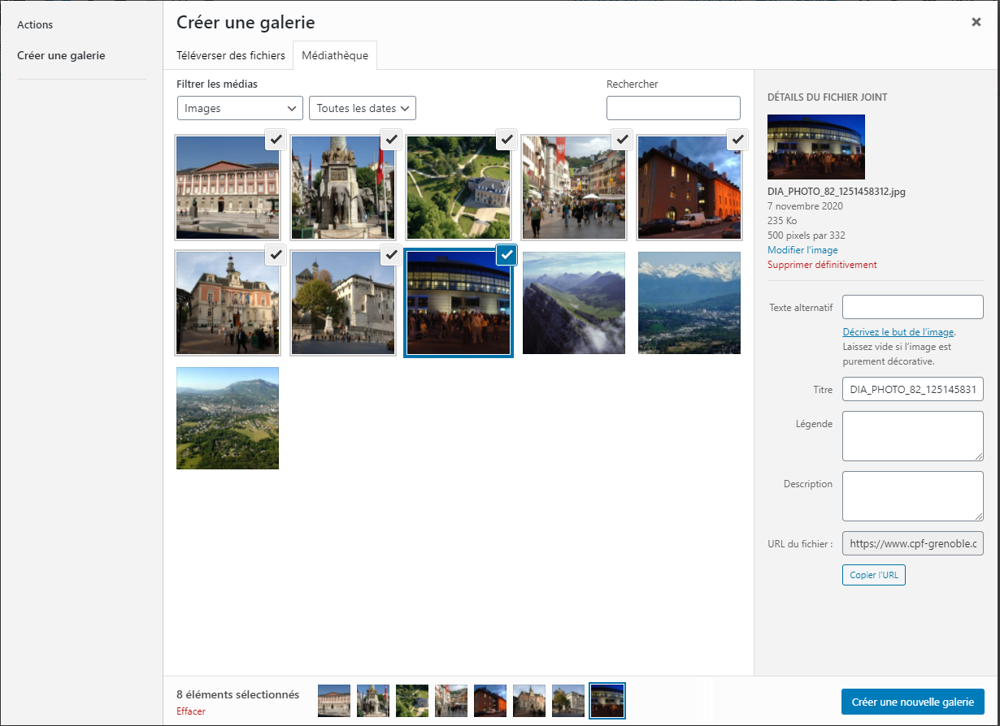 Actions
Créer une galerie
Créer une galerie
Téléverser des fichiers
Médiathèque
Filtrer les médias
Rechercher
Images
Toutes les dates
DÉTAILS DU FICHIER JOINT
DIA_PHOTO_82_1251458312.jpg
7 novembre 2020
235 Ko
500 pixels par 332
Modifier l’image
Supprimer définitivement
Texte alternatif
Décrivez le but de l’image.
Laissez vide si l’image est
purement décorative.
Titre
DIA_PHOTO_82_125145831
Légende
Description
URL du fichier :
https://www.cpf-grenoble.c
Copier l’URL
8 éléments sélectionnés
Effacer
Créer une nouvelle galerie